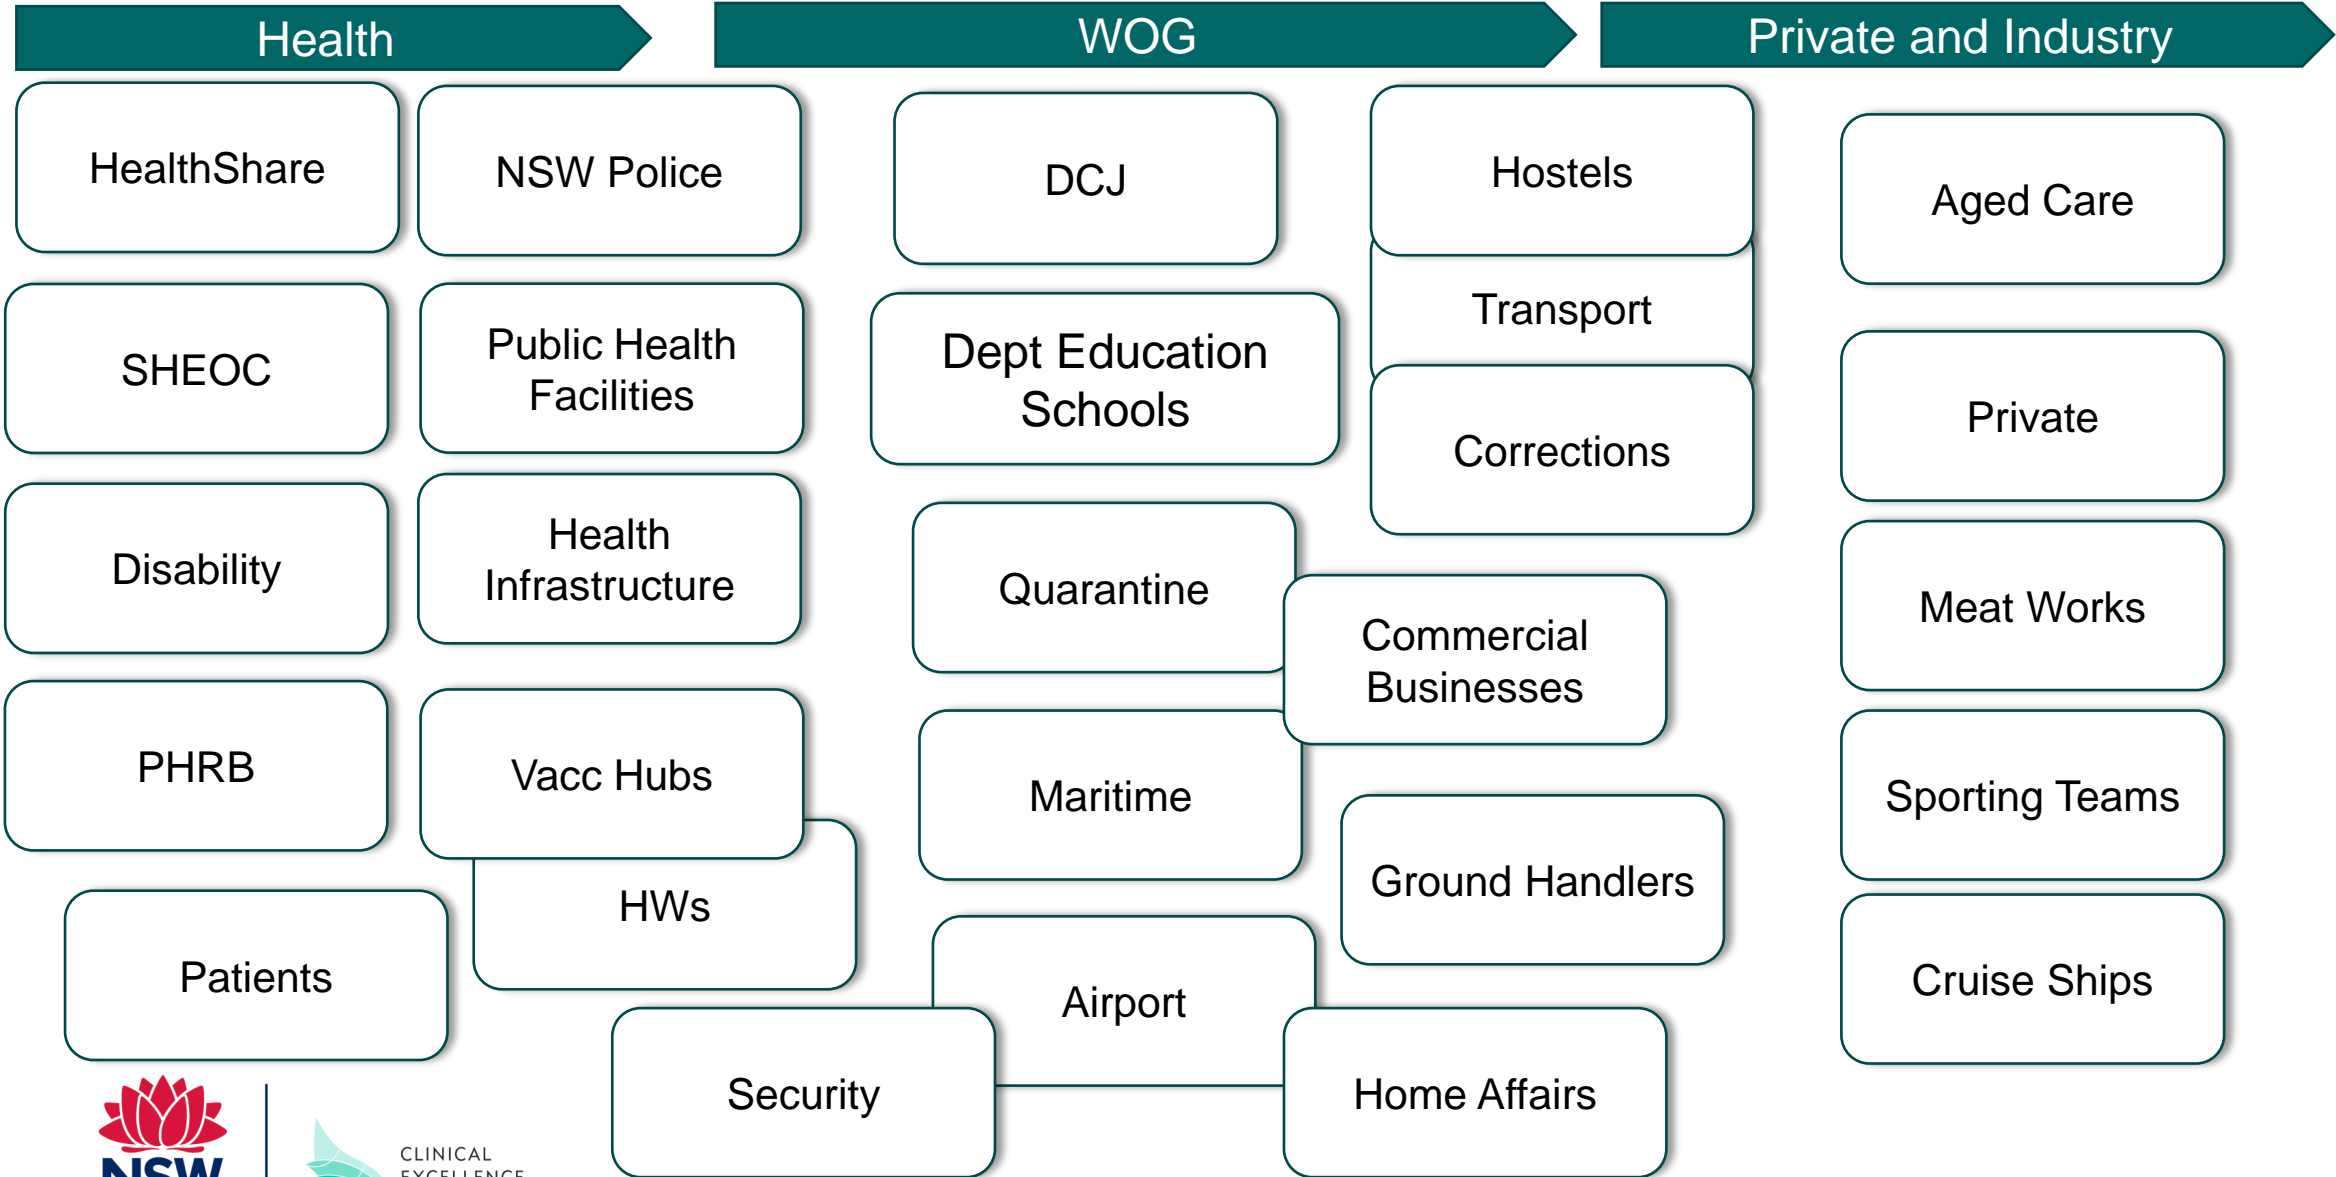 Health
WOG
Private and Industry
HealthShare
NSW Police
DCJ
Hostels
Aged Care
SHEOC
Public Health
Facilities
Dept Education
Schools
Transport
Private
Corrections
Disability
Health
Infrastructure
Quarantine
Commercial
Businesses
Meat Works
PHRB
Vacc Hubs
Maritime
Ground Handlers
Sporting Teams
Patients
HWs
Airport
Cruise Ships
Security
Home Affairs
NSW
CLINICAL
EXCELLENCE